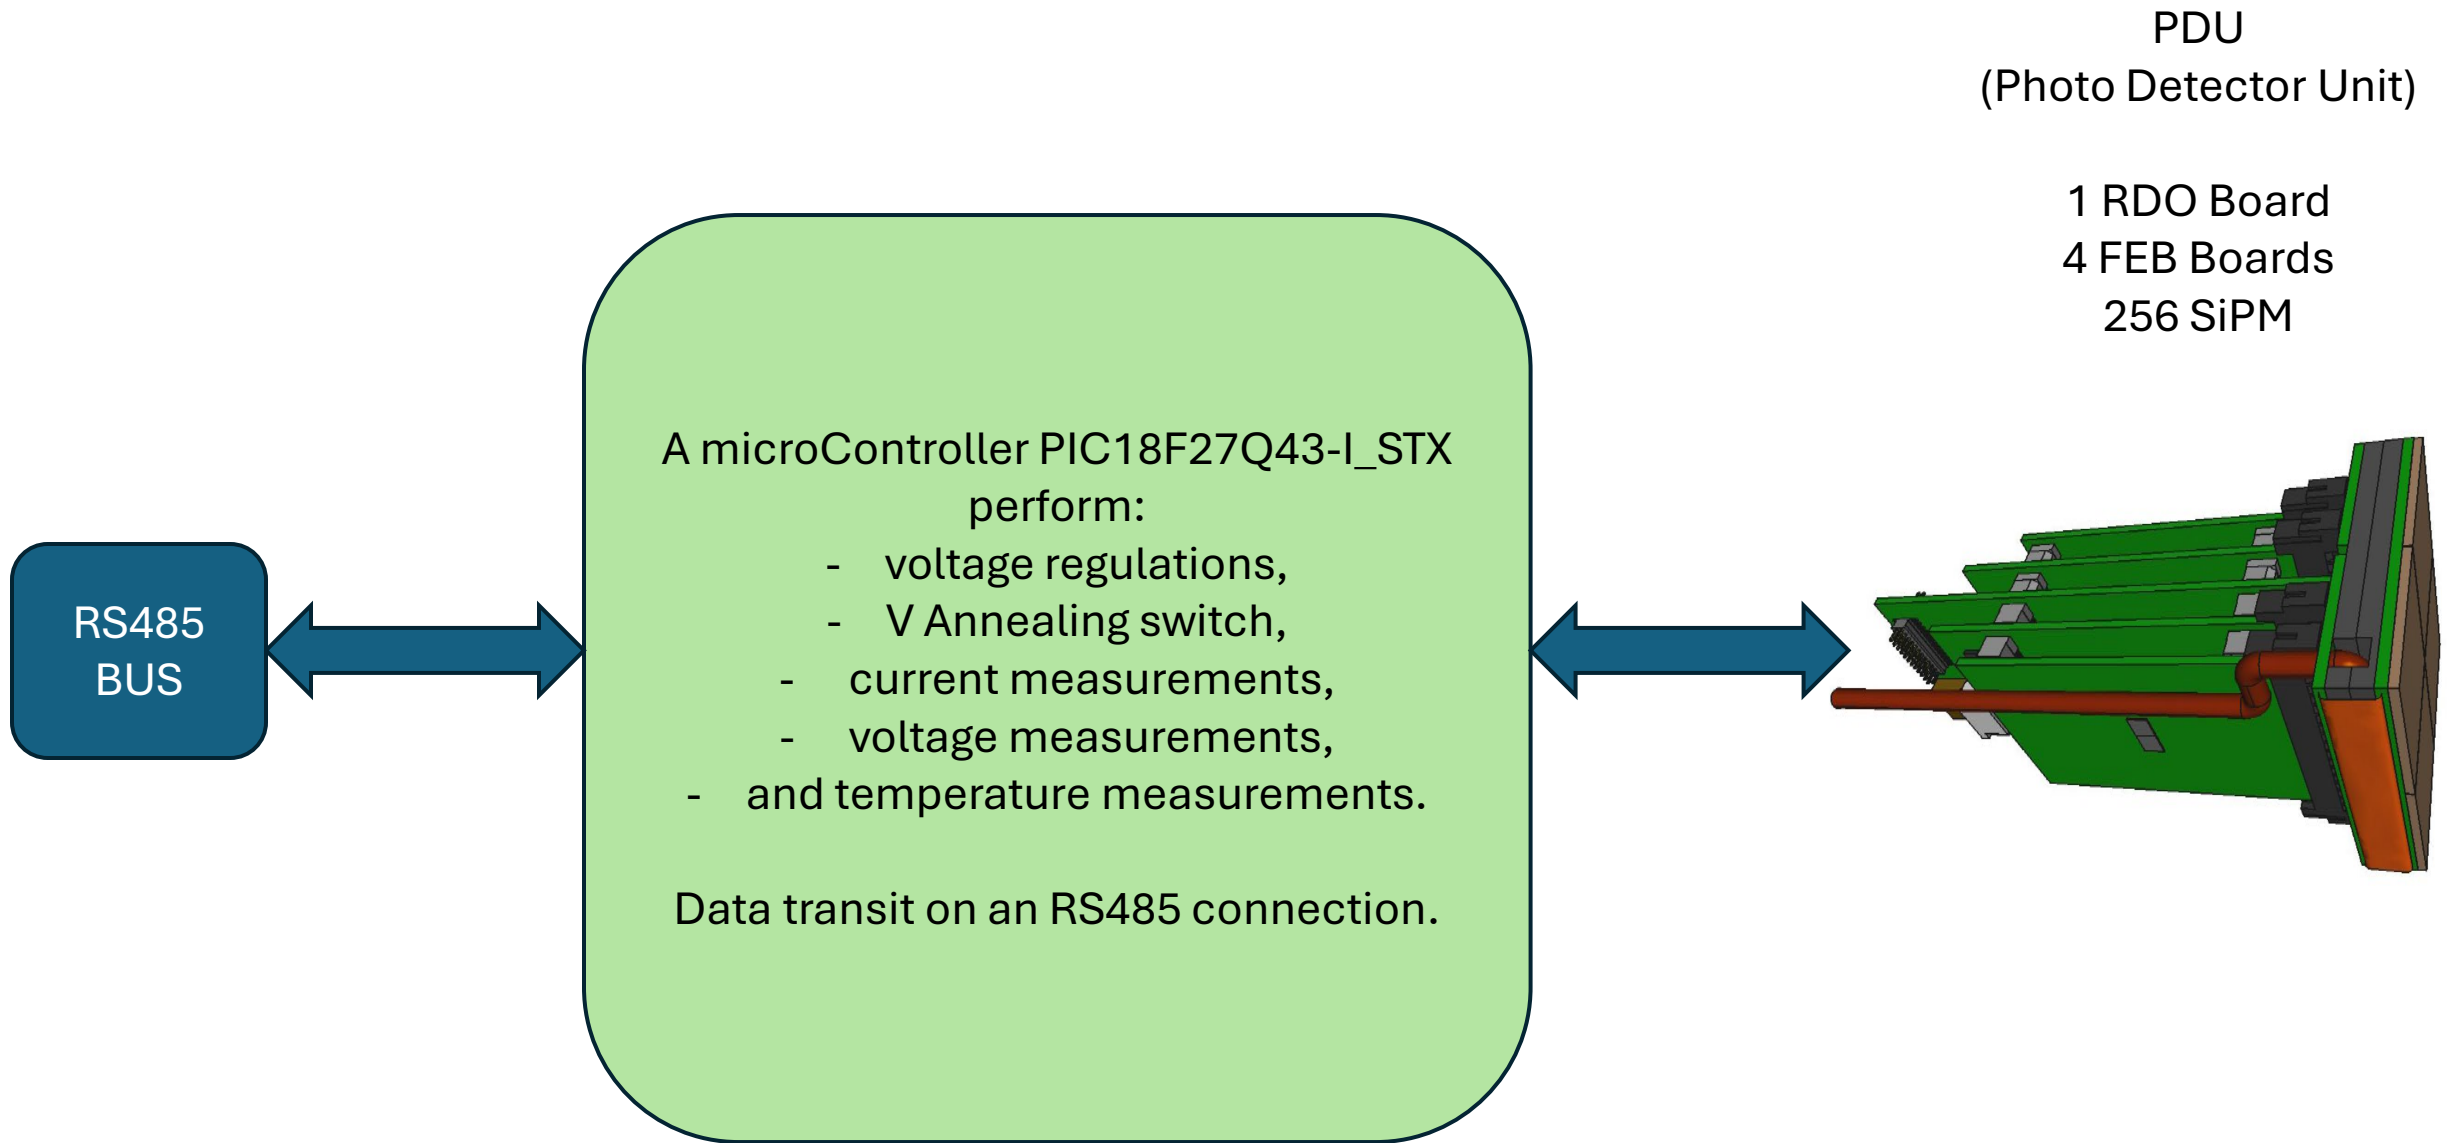 PDU
(Photo Detector Unit)
1 RDO Board
4 FEB Boards
256 SiPM
A microController PIC18F27Q43-I_STX
perform:
- voltage regulations,
- V Annealing switch,
- current measurements,
- voltage measurements,
- and temperature measurements.
Data transit on an RS485 connection.
RS485
BUS